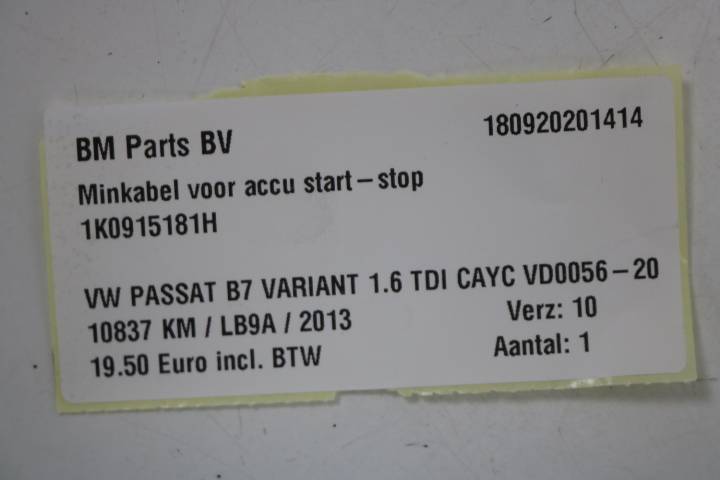 BM Parts BV 180920201414
Minkabel voor accu start-stop
1K0915181H
VW PASSAT B7 VARIANT 1.6 TDI CAYC VD0056-20
10837 KM / LB9A / 2013 Verz: 10
19.50 Euro incl. BTW Aantal: 1